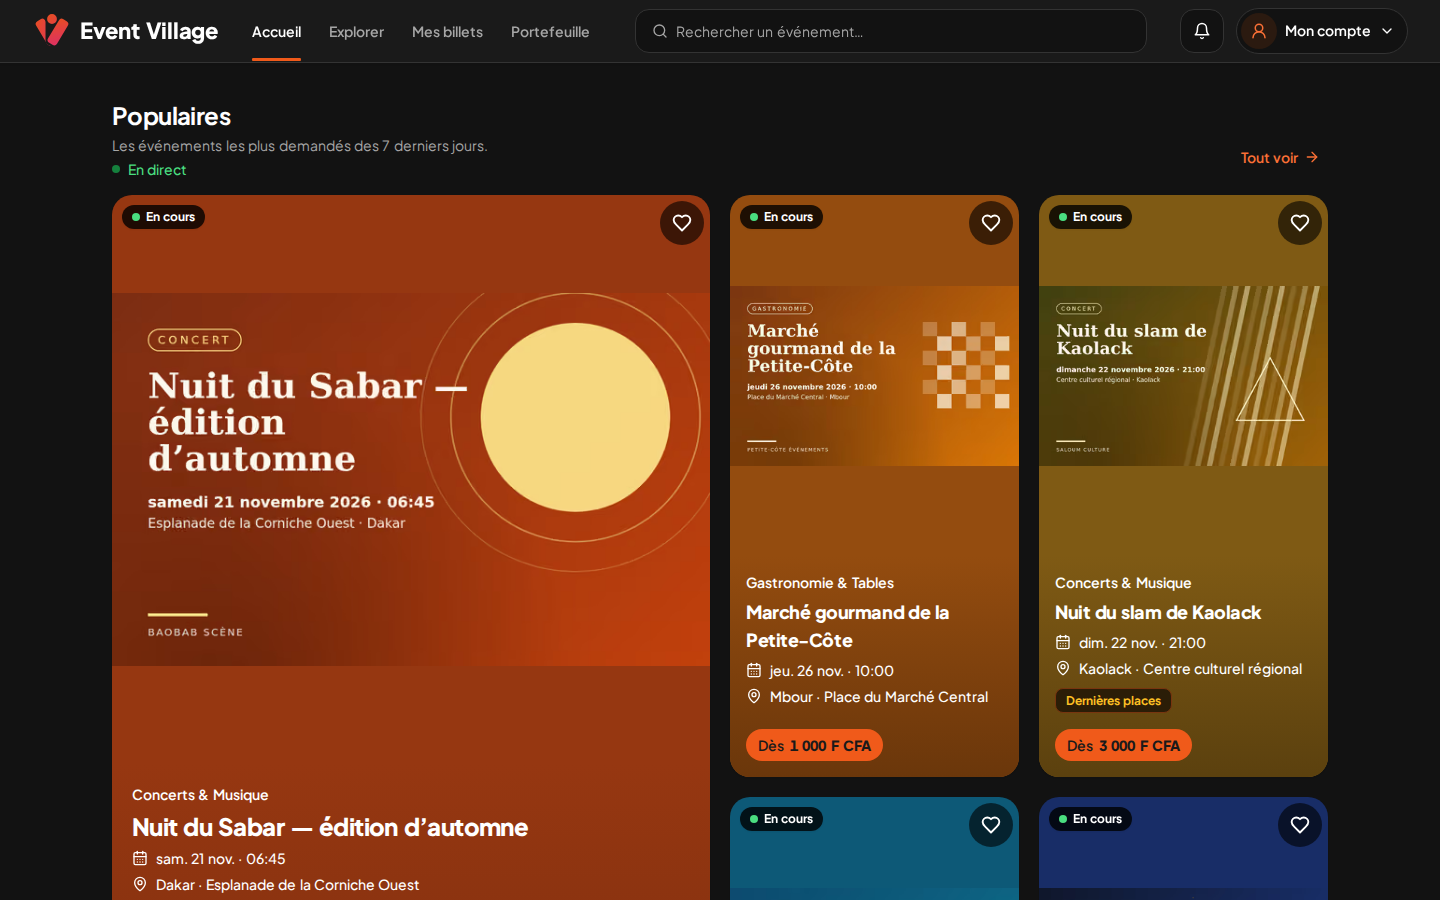 Event Village
Accueil
Explorer
Mes billets
Portefeuille
Rechercher un événement...
Mon compte
Populaires
Les événements les plus demandés des 7 derniers jours.
En direct
Tout voir
En cours
CONCERT
Nuit du Sabar —
édition
d’automne
samedi 21 novembre 2026 · 06:45
Esplanade de la Corniche Ouest · Dakar
BAOBAB SCÈNE
Concerts & Musique
Nuit du Sabar — édition d’automne
sam. 21 nov. · 06:45
Dakar · Esplanade de la Corniche Ouest
En cours
GASTRONOMIE
Marché
gourmand de la
Petite-Côte
jeudi 26 novembre 2026 · 10:00
Place du Marché Central · Mbour
PETITE-CÔTE ÉVÉNEMENTS
Gastronomie & Tables
Marché gourmand de la
Petite-Côte
jeu. 26 nov. · 10:00
Mbour · Place du Marché Central
Dès 1 000 F CFA
En cours
CONCERT
Nuit du slam de
Kaolack
dimanche 22 novembre 2026 · 21:00
Centre culturel régional · Kaolack
SALOUM CULTURE
Concerts & Musique
Nuit du slam de Kaolack
dim. 22 nov. · 21:00
Kaolack · Centre culturel régional
Dernières places
Dès 3 000 F CFA
En cours
En cours